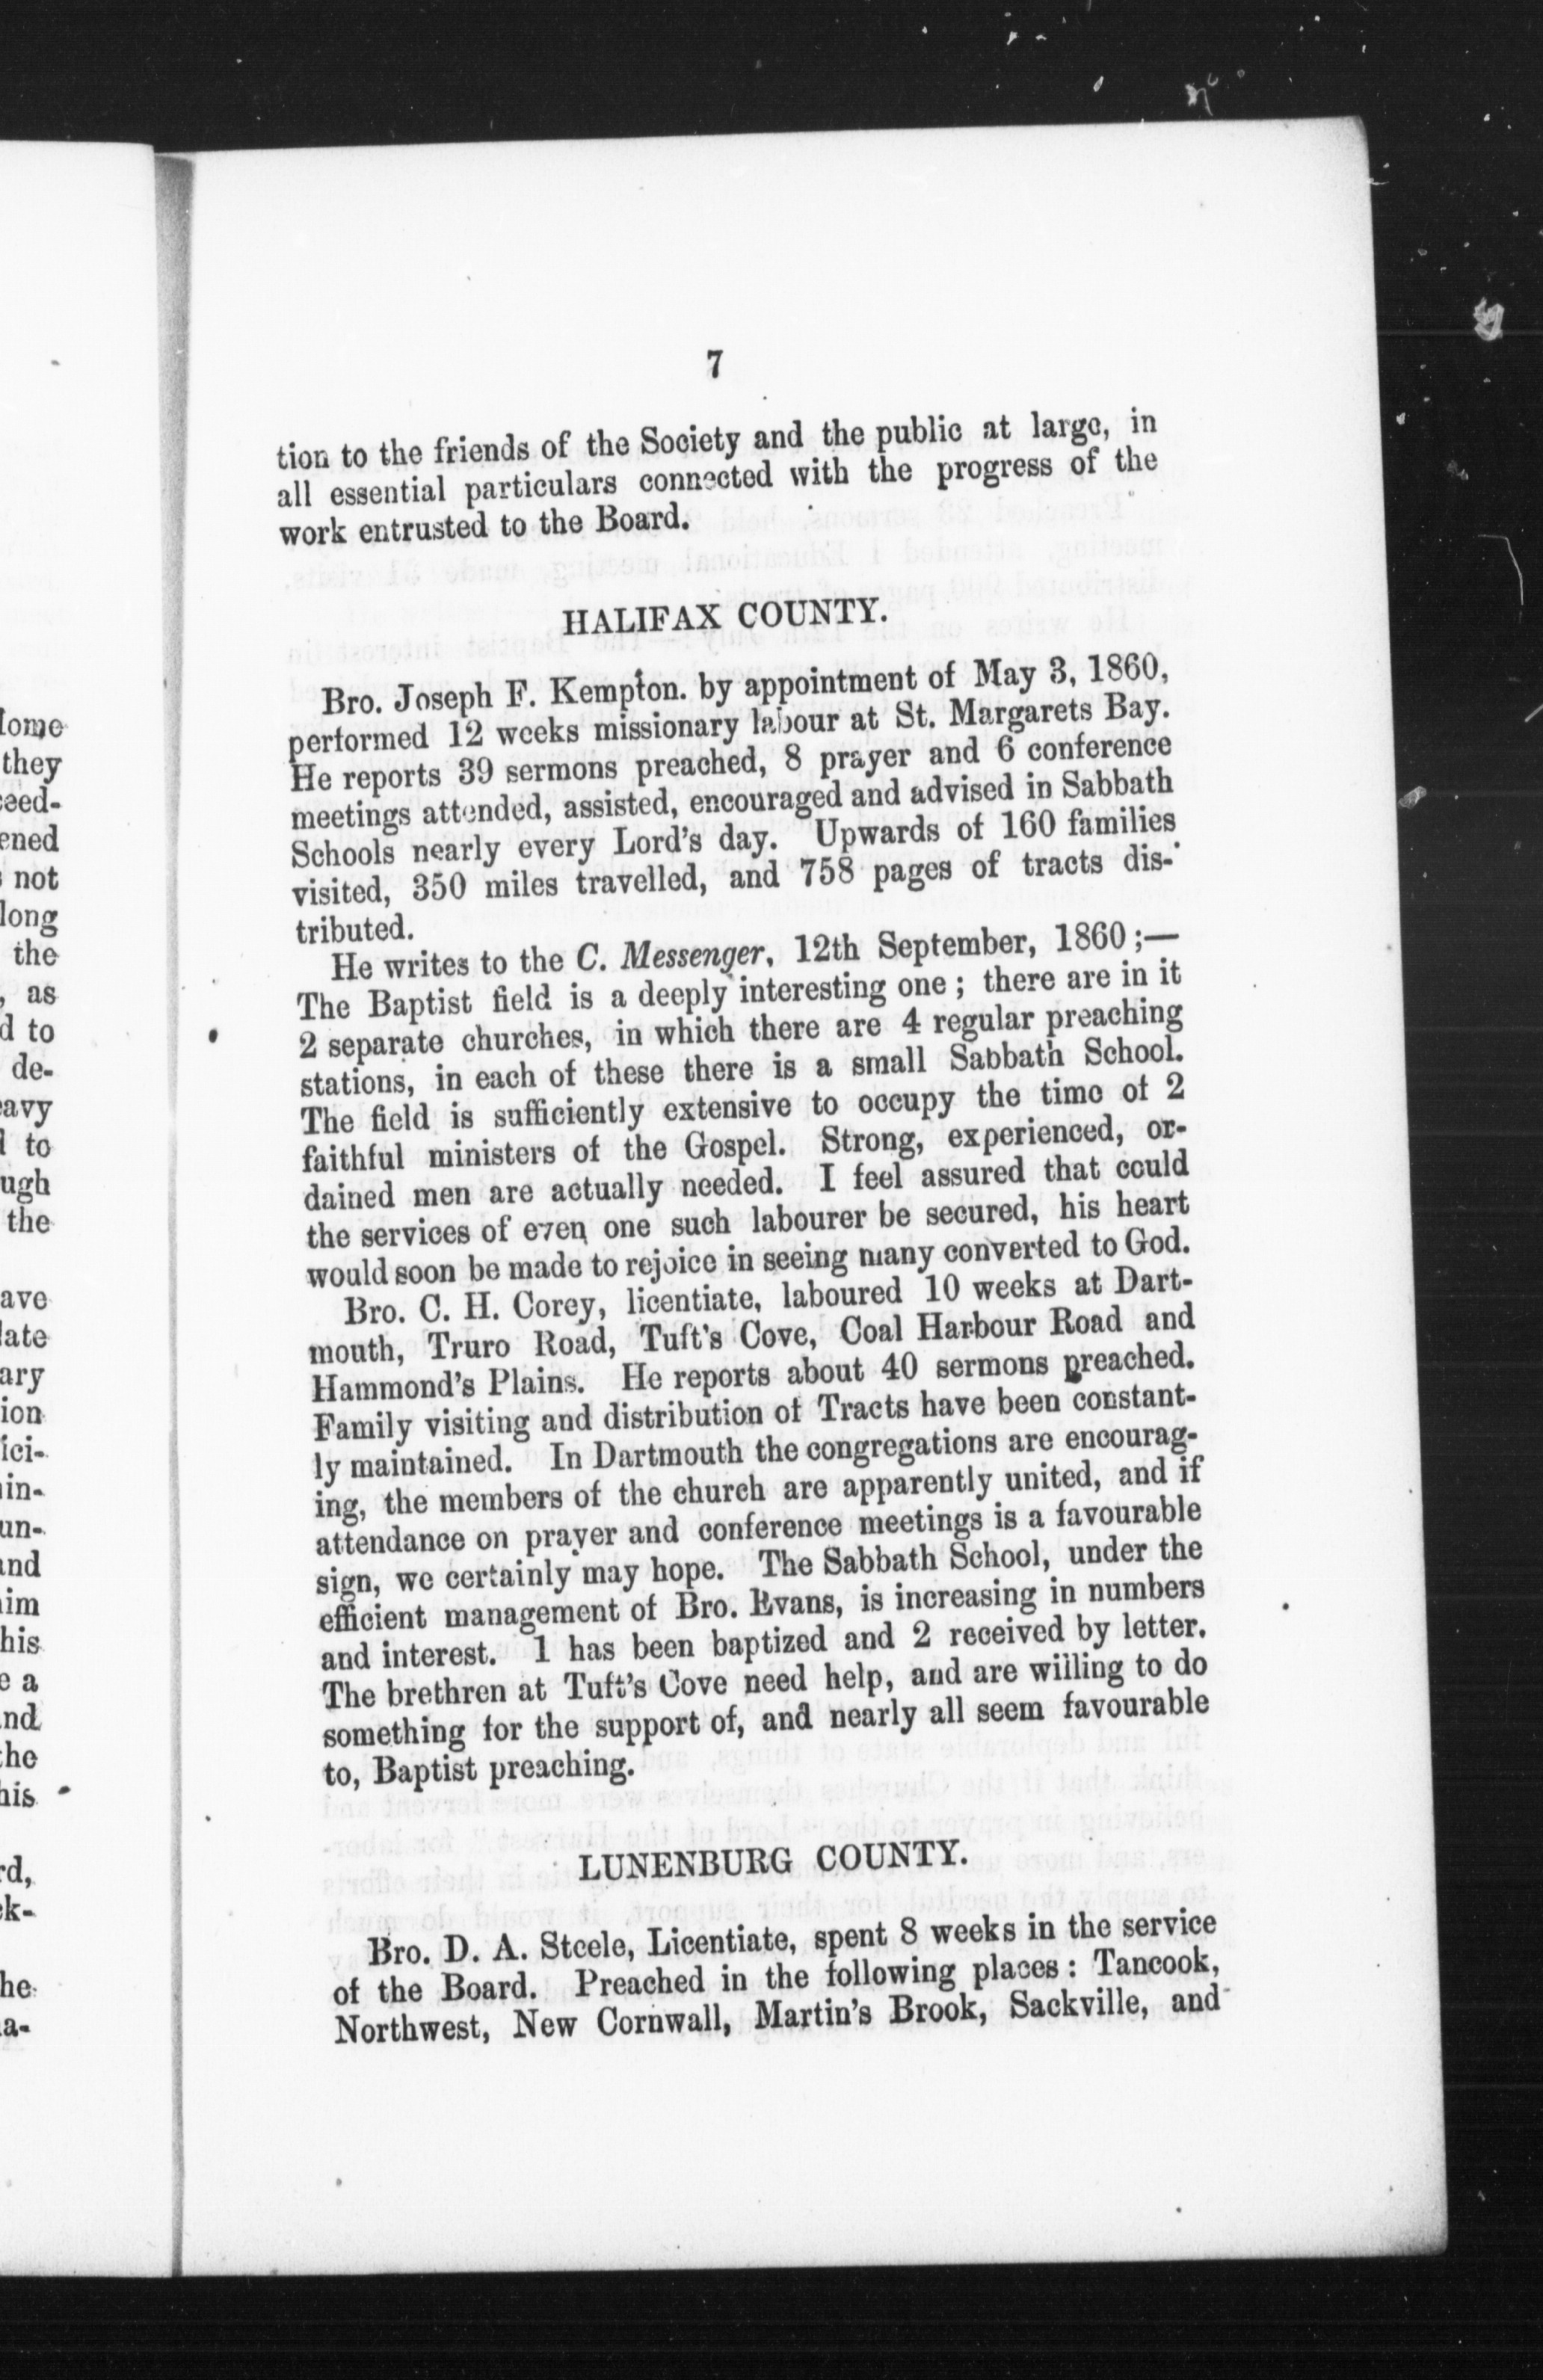 7
tion to the friends of the Society and the public at large, in
all essential particulars connected with the progress of the
work entrusted to the Board.
HALIFAX COUNTY.
Bro. Joseph F. Kempton. by appointment of May 3, 1860,
performed 12 weeks missionary labour at St. Margarets Bay.
He reports 39 sermons preached, 8 prayer and 6 conference
meetings attended, assisted, encouraged and advised in Sabbath
Schools nearly every Lord's day. Upwards of 160 families
visited, 350 miles travelled, and 758 pages of tracts dis-
tributed.
He writes to the C. Messenger, 12th September, 1860;—
The Baptist field is a deeply interesting one; there are in it
2 separate churches, in which there are 4 regular preaching
stations, in each of these there is a small Sabbath School.
The field is sufficiently extensive to occupy the time of 2
faithful ministers of the Gospel. Strong, experienced, or-
dained men are actually needed. I feel assured that could
the services of even one such labourer be secured, his heart
would soon be made to rejoice in seeing many converted to God.
Bro. C. H. Corey, licentiate, laboured 10 weeks at Dart-
mouth, Truro Road, Tuft's Cove, Coal Harbour Road and
Hammond's Plains. He reports about 40 sermons preached.
Family visiting and distribution of Tracts have been constant-
ly maintained. In Dartmouth the congregations are encourag-
ing, the members of the church are apparently united, and if
attendance on prayer and conference meetings is a favourable
sign, we certainly may hope. The Sabbath School, under the
efficient management of Bro. Evans, is increasing in numbers
and interest. 1 has been baptized and 2 received by letter.
The brethren at Tuft's Cove need help, and are willing to do
something for the support of, and nearly all seem favourable
to, Baptist preaching.
LUNENBURG COUNTY.
Bro. D. A. Steele, Licentiate, spent 8 weeks in the service
of the Board. Preached in the following places: Tancook,
Northwest, New Cornwall, Martin's Brook, Sackville, and